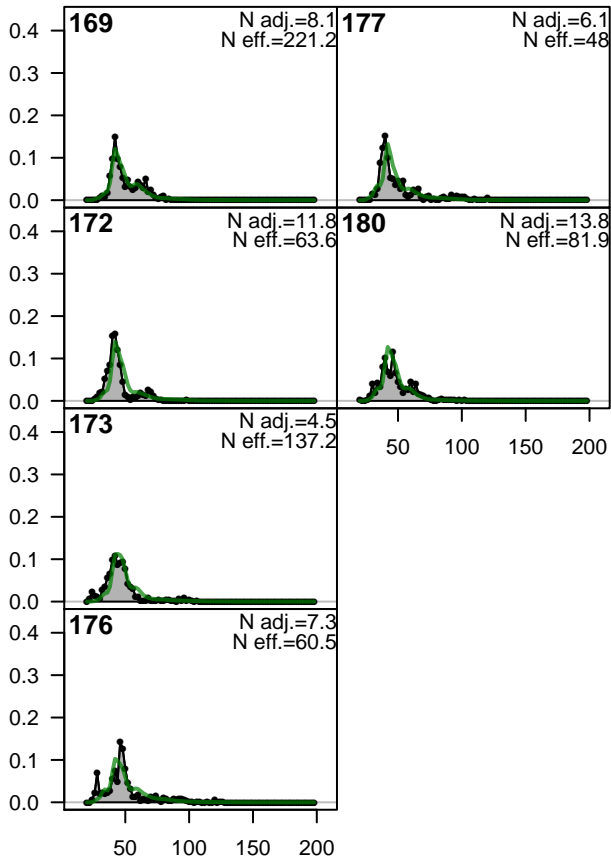 0.4
0.3
0.2
0.1
0.0
169
N adj.=8.1
N eff.=221.2
177
N adj.=6.1
N eff.=48
0.4
0.3
0.2
0.1
0.0
172
N adj.=11.8
N eff.=63.6
180
N adj.=13.8
N eff.=81.9
50 100 150 200
0.4
0.3
0.2
0.1
0.0
173
N adj.=4.5
N eff.=137.2
0.4
0.3
0.2
0.1
0.0
176
N adj.=7.3
N eff.=60.5
50 100 150 200